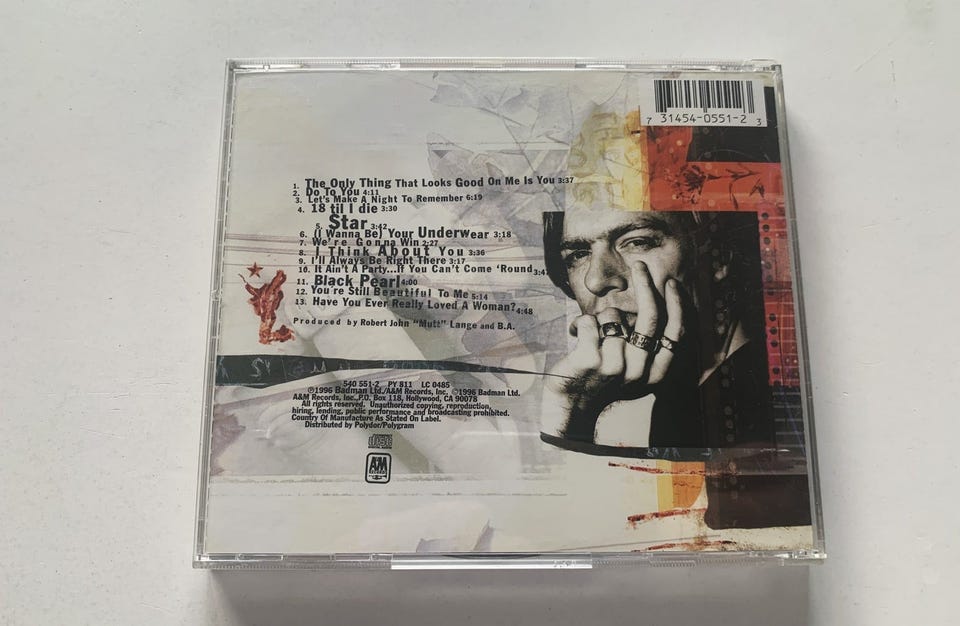 7 31454-0551-2 3
1. The Only Thing That Looks Good On Me Is You 3:37
2. Do To You 4:11
3. Let's Make A Night To Remember 6:19
4. 18 til I die 3:30
5. Star 3:42
6. (I Wanna Be) Your Underwear 3:18
7. We're Gonna Win 2:27
8. I Think About You 3:36
9. I'll Always Be Right There 3:17
10. It Ain't A Party...If You Can't Come 'Round
11. Black Pearl 4:00
12. You're Still Beautiful To Me 5:14
13. Have You Ever Really Loved A Woman? 4:48
Produced by Robert John "Mutt" Lange and B.A.
540 551-2 PY 811 LC 0485
℗1996 Badman Ltd./A&M Records, Inc. ©1996 Badman Ltd.
A&M Records, Inc. P.O. Box 118, Hollywood, CA 90078
All rights reserved. Unauthorized copying, reproduction,
hiring, lending, public performance and broadcasting prohibited.
Country Of Manufacture As Stated On Label.
Distributed by Polydor/Polygram
disc
A&M